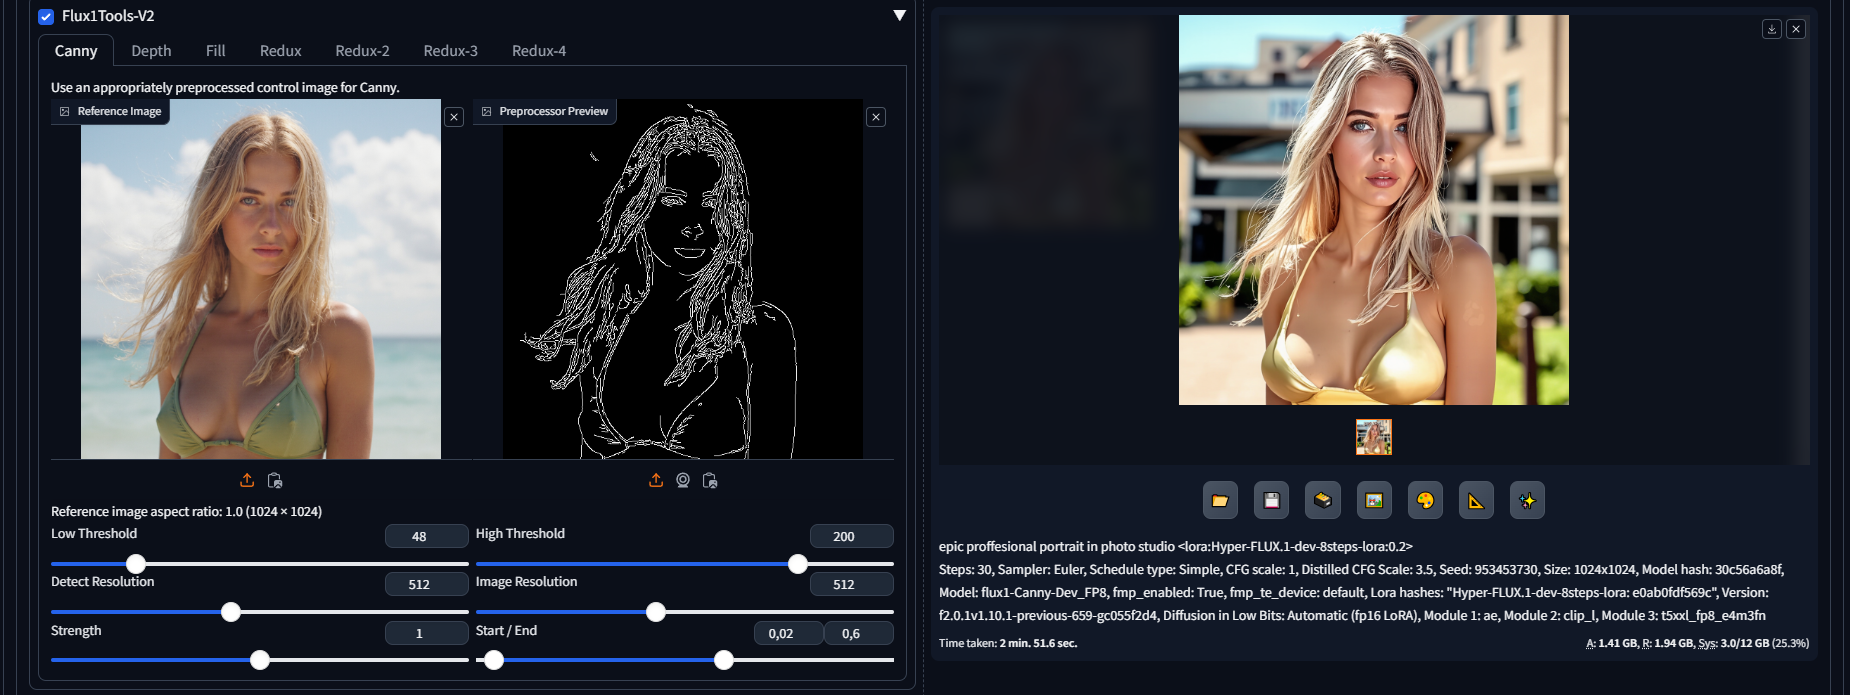 Flux1Tools-V2
Canny
Depth
Fill
Redux
Redux-2
Redux-3
Redux-4
Use an appropriately preprocessed control image for Canny.
Reference Image
Preprocessor Preview
Reference image aspect ratio: 1.0 (1024 × 1024)
Low Threshold
48
High Threshold
200
Detect Resolution
512
Image Resolution
512
Strength
1
Start / End
0,02
0,6
epic proffesional portrait in photo studio <lora:Hyper-FLUX.1-dev-8steps-lora:0.2>
Steps: 30, Sampler: Euler, Schedule type: Simple, CFG scale: 1, Distilled CFG Scale: 3.5, Seed: 953453730, Size: 1024x1024, Model hash: 30c56a6a8f,
Model: flux1-Canny-Dev_FP8, fmp_enabled: True, fmp_te_device: default, Lora hashes: "Hyper-FLUX.1-dev-8steps-lora: e0ab0fdf569c", Version:
f2.0.1v1.10.1-previous-659-gc055f2d4, Diffusion in Low Bits: Automatic (fp16 LoRA), Module 1: ae, Module 2: clip_l, Module 3: t5xxl_fp8_e4m3fn
Time taken: 2 min. 51.6 sec.
A: 1.41 GB, R: 1.94 GB, Sys: 3.0/12 GB (25.3%)